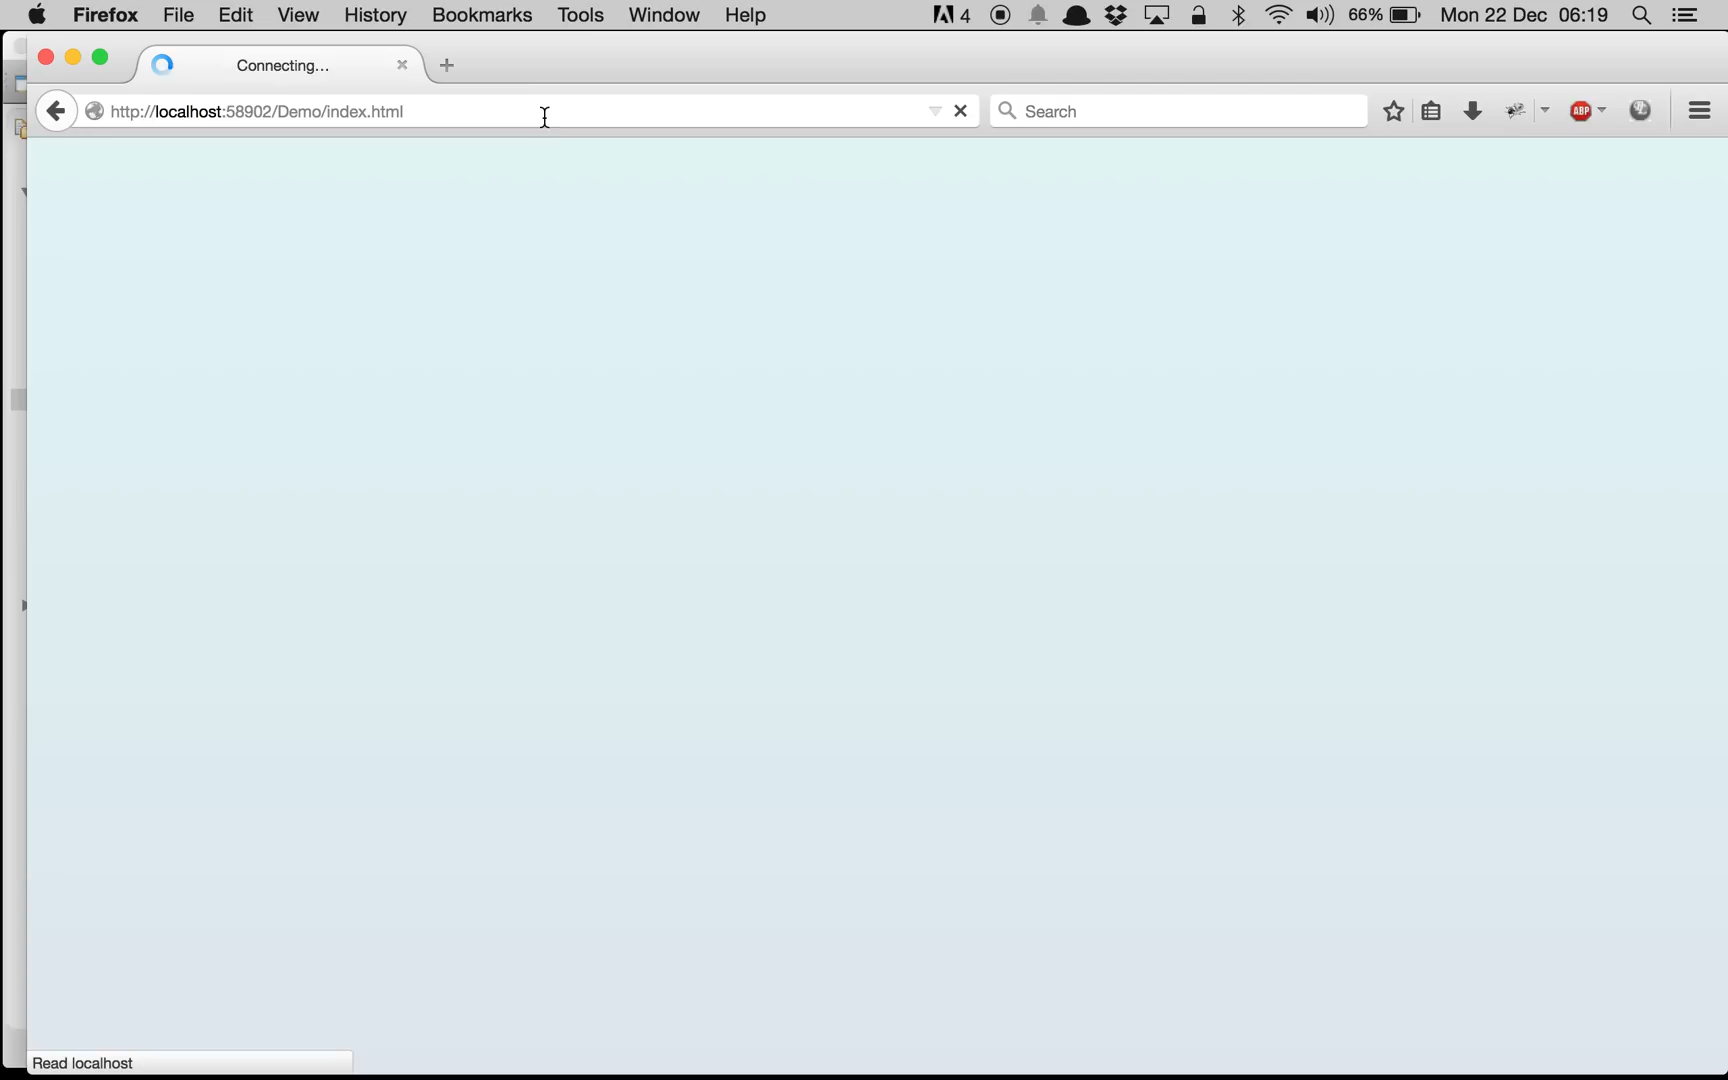 Firefox File Edit View History Bookmarks Tools Window Help 4 66% Mon 22 Dec 06:19
Connecting...
http://localhost:58902/Demo/index.html Search ABP
Read localhost